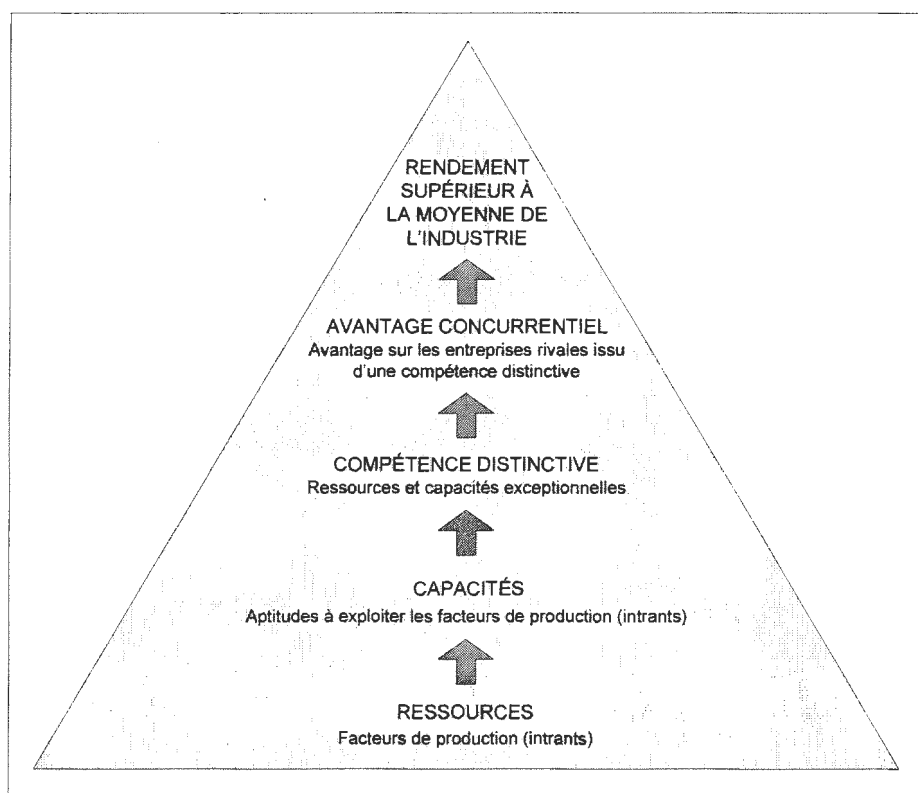 RENDEMENT
SUPÉRIEUR À
LA MOYENNE DE
L'INDUSTRIE
AVANTAGE CONCURRENTIEL
Avantage sur les entreprises rivales issu
d'une compétence distinctive
COMPÉTENCE DISTINCTIVE
Ressources et capacités exceptionnelles
CAPACITÉS
Aptitudes à exploiter les facteurs de production (intrants)
RESSOURCES
Facteurs de production (intrants)